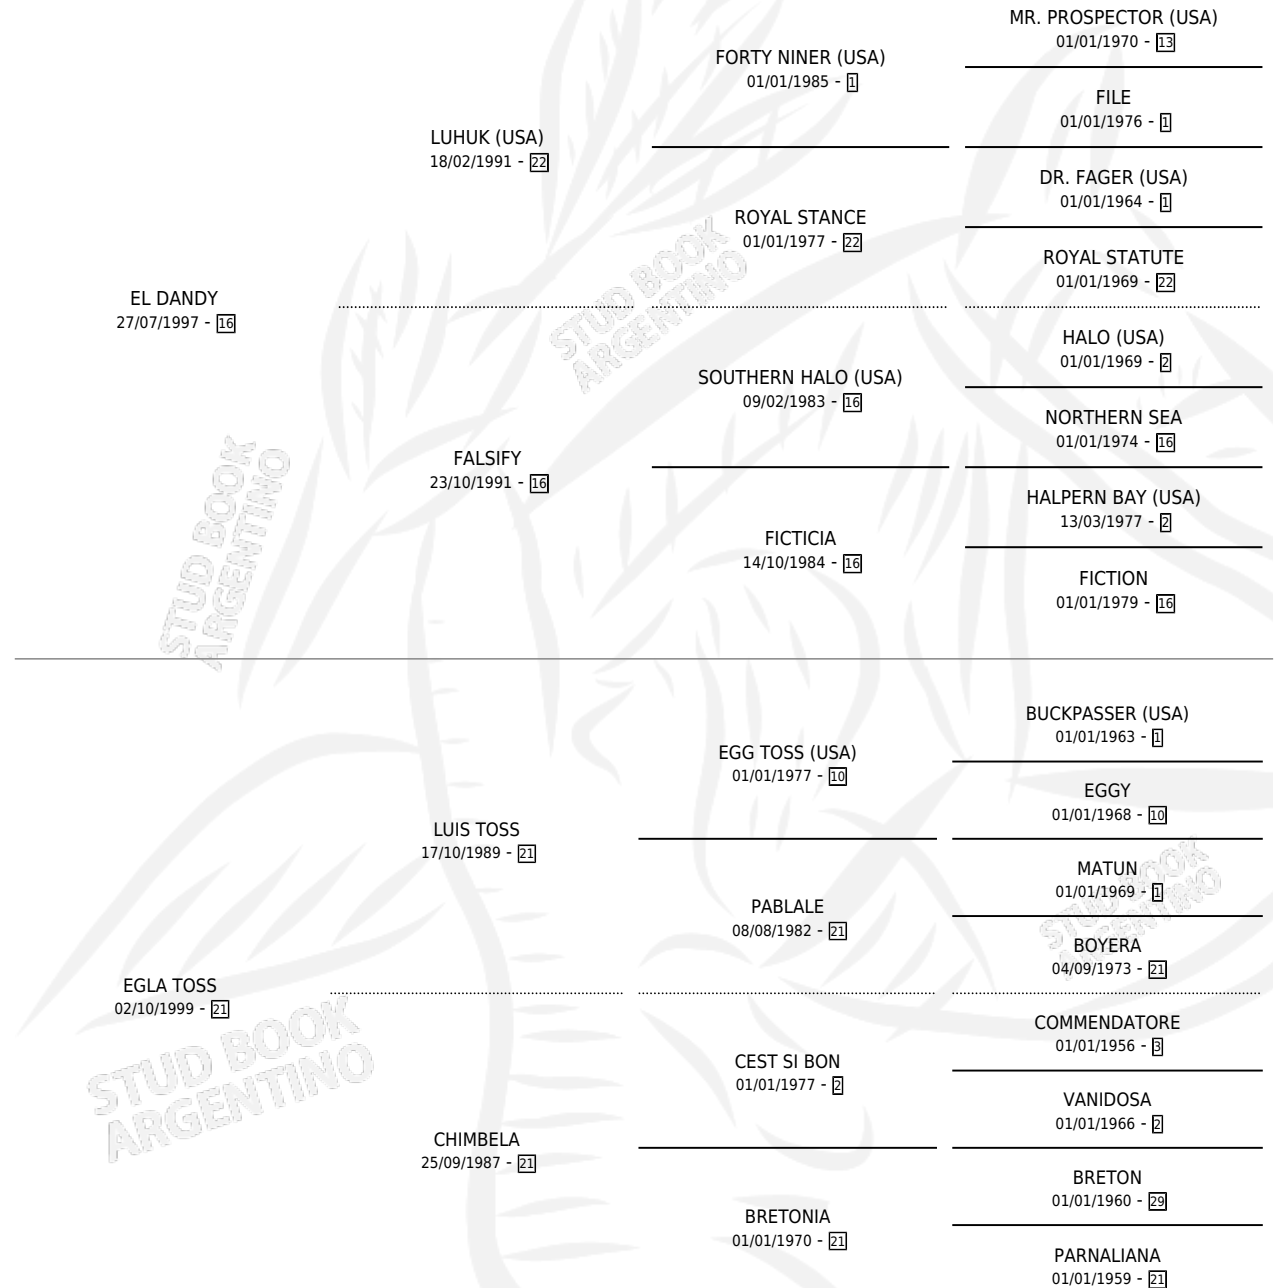 MR. PROSPECTOR (USA)
01/01/1970 - 13
FORTY NINER (USA)
01/01/1985 - 1
FILE
01/01/1976 - 1
LUHUK (USA)
18/02/1991 - 22
DR. FAGER (USA)
01/01/1964 - 1
ROYAL STANCE
01/01/1977 - 22
ROYAL STATUTE
01/01/1969 - 22
EL DANDY
27/07/1997 - 16
HALO (USA)
01/01/1969 - 2
SOUTHERN HALO (USA)
09/02/1983 - 16
NORTHERN SEA
01/01/1974 - 16
FALSIFY
23/10/1991 - 16
HALPERN BAY (USA)
13/03/1977 - 2
FICTICIA
14/10/1984 - 16
FICTION
01/01/1979 - 16
BUCKPASSER (USA)
01/01/1963 - 1
EGG TOSS (USA)
01/01/1977 - 10
EGGY
01/01/1968 - 10
LUIS TOSS
17/10/1989 - 21
MATUN
01/01/1969 - 1
PABLALE
08/08/1982 - 21
BOYERA
04/09/1973 - 21
EGLA TOSS
02/10/1999 - 21
COMMENDATORE
01/01/1956 - 3
CEST SI BON
01/01/1977 - 2
VANIDOSA
01/01/1966 - 2
CHIMBELA
25/09/1987 - 21
BRETON
01/01/1960 - 29
BRETONIA
01/01/1970 - 21
PARNALIANA
01/01/1959 - 21
STUD BOOK
ARGENTINO
STUD BOOK
ARGENTINO
STUD BOOK
ARGENTINO
STUD BOOK
ARGENTINO